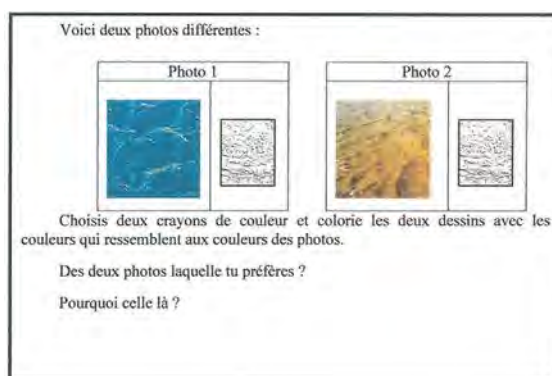 Voici deux photos différentes :
Photo 1
Photo 2
Choisis deux crayons de couleur et colorie les deux dessins avec les
couleurs qui ressemblent aux couleurs des photos.
Des deux photos laquelle tu préfères ?
Pourquoi celle là ?